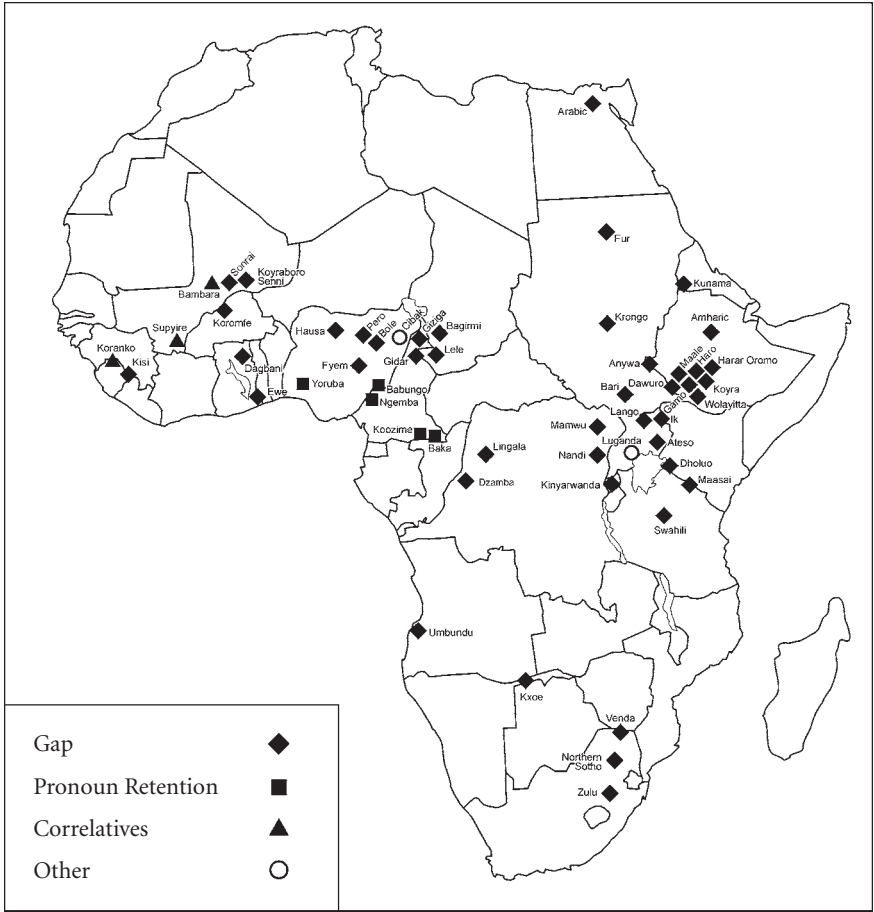 Arabic
Fur
Sonrai
Koyraboro
Senni
Bambara
Kunama
Koromfe
Supyire
Hausa
Pero
Bole
Cibak
Giziga
Bagirmi
Krongo
Amharic
Koranko
Kisi
Dagbani
Fyem
Gidar
Lele
Anywa
Maale
Haro
Harar Oromo
Yoruba
Babungo
Ewe
Ngemba
Bari
Dawuro
Koyra
Gamo
Wolayitta
Lango
Ik
Koozime
Baka
Mamwu
Luganda
Ateso
Lingala
Nandi
Dholuo
Dzamba
Kinyarwanda
Maasai
Swahili
Umbundu
Kxoe
Venda
Northern
Sotho
Zulu
Gap
Pronoun Retention
Correlatives
Other